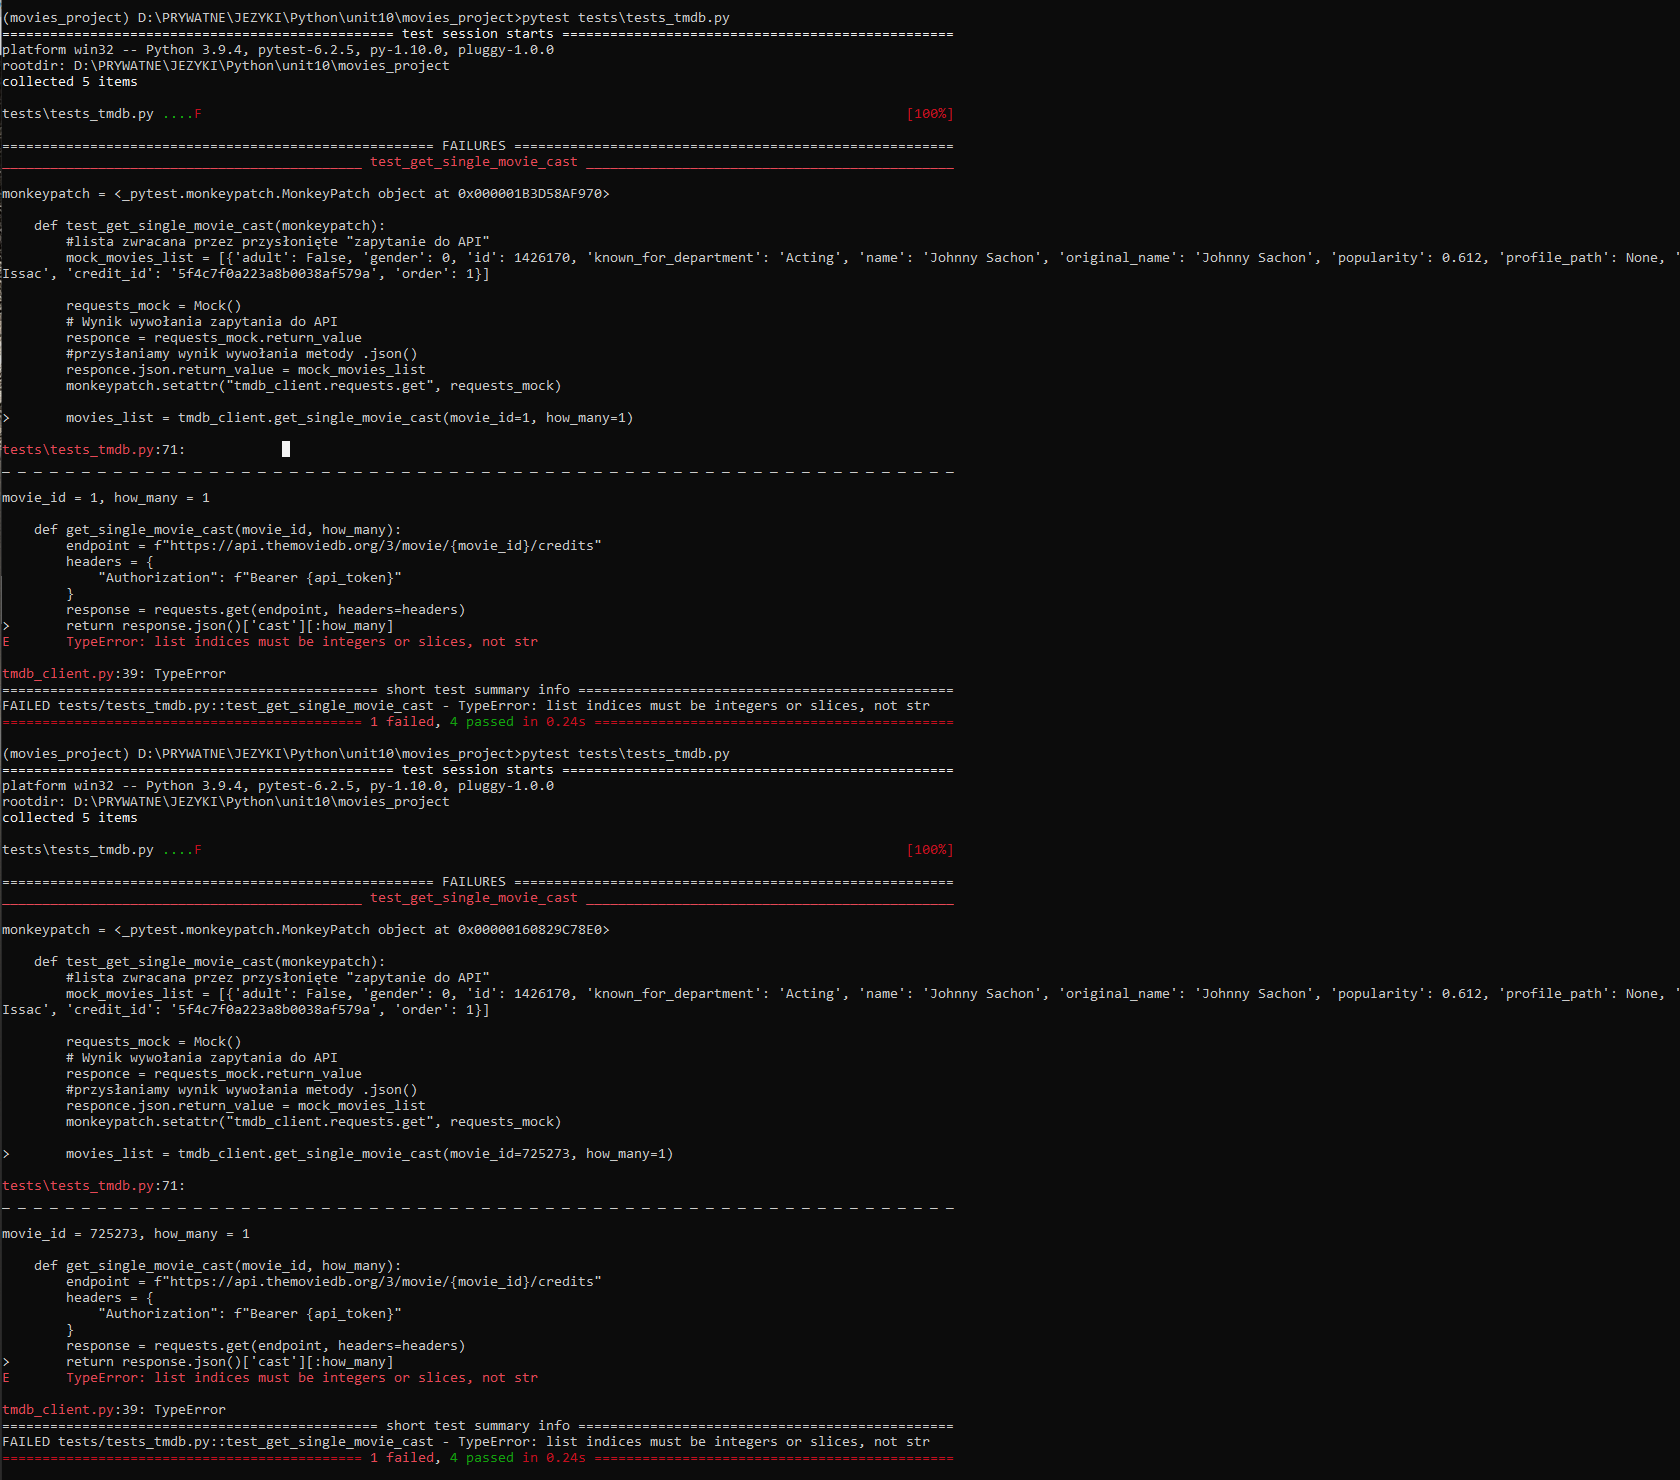 (movies_project) D:\PRYWATNE\JEZYKI\Python\unit10\movies_project>pytest tests\tests_tmdb.py
================================================= test session starts =================================================
platform win32 -- Python 3.9.4, pytest-6.2.5, py-1.10.0, pluggy-1.0.0
rootdir: D:\PRYWATNE\JEZYKI\Python\unit10\movies_project
collected 5 items
tests\tests_tmdb.py ....F [100%]
====================================================== FAILURES =======================================================
_____________________________________________ test_get_single_movie_cast ______________________________________________
monkeypatch = <_pytest.monkeypatch.MonkeyPatch object at 0x000001B3D58AF970>
    def test_get_single_movie_cast(monkeypatch):
        #lista zwracana przez przysłonięte "zapytanie do API"
        mock_movies_list = [{'adult': False, 'gender': 0, 'id': 1426170, 'known_for_department': 'Acting', 'name': 'Johnny Sachon', 'original_name': 'Johnny Sachon', 'popularity': 0.612, 'profile_path': None, '
Issac', 'credit_id': '5f4c7f0a223a8b0038af579a', 'order': 1}]
        requests_mock = Mock()
        # Wynik wywołania zapytania do API
        responce = requests_mock.return_value
        #przysłaniamy wynik wywołania metody .json()
        responce.json.return_value = mock_movies_list
        monkeypatch.setattr("tmdb_client.requests.get", requests_mock)
>       movies_list = tmdb_client.get_single_movie_cast(movie_id=1, how_many=1)
tests\tests_tmdb.py:71:
_ _ _ _ _ _ _ _ _ _ _ _ _ _ _ _ _ _ _ _ _ _ _ _ _ _ _ _ _ _ _ _ _ _ _ _ _ _ _ _ _ _ _ _ _ _ _ _ _ _ _ _ _ _ _ _ _ _ _ _
movie_id = 1, how_many = 1
    def get_single_movie_cast(movie_id, how_many):
        endpoint = f"https://api.themoviedb.org/3/movie/{movie_id}/credits"
        headers = {
            "Authorization": f"Bearer {api_token}"
        }
        response = requests.get(endpoint, headers=headers)
>       return response.json()['cast'][:how_many]
E       TypeError: list indices must be integers or slices, not str
tmdb_client.py:39: TypeError
=============================================== short test summary info ===============================================
FAILED tests/tests_tmdb.py::test_get_single_movie_cast - TypeError: list indices must be integers or slices, not str
============================================= 1 failed, 4 passed in 0.24s =============================================
(movies_project) D:\PRYWATNE\JEZYKI\Python\unit10\movies_project>pytest tests\tests_tmdb.py
================================================= test session starts =================================================
platform win32 -- Python 3.9.4, pytest-6.2.5, py-1.10.0, pluggy-1.0.0
rootdir: D:\PRYWATNE\JEZYKI\Python\unit10\movies_project
collected 5 items
tests\tests_tmdb.py ....F [100%]
====================================================== FAILURES =======================================================
_____________________________________________ test_get_single_movie_cast ______________________________________________
monkeypatch = <_pytest.monkeypatch.MonkeyPatch object at 0x00000160829C78E0>
    def test_get_single_movie_cast(monkeypatch):
        #lista zwracana przez przysłonięte "zapytanie do API"
        mock_movies_list = [{'adult': False, 'gender': 0, 'id': 1426170, 'known_for_department': 'Acting', 'name': 'Johnny Sachon', 'original_name': 'Johnny Sachon', 'popularity': 0.612, 'profile_path': None, '
Issac', 'credit_id': '5f4c7f0a223a8b0038af579a', 'order': 1}]
        requests_mock = Mock()
        # Wynik wywołania zapytania do API
        responce = requests_mock.return_value
        #przysłaniamy wynik wywołania metody .json()
        responce.json.return_value = mock_movies_list
        monkeypatch.setattr("tmdb_client.requests.get", requests_mock)
>       movies_list = tmdb_client.get_single_movie_cast(movie_id=725273, how_many=1)
tests\tests_tmdb.py:71:
_ _ _ _ _ _ _ _ _ _ _ _ _ _ _ _ _ _ _ _ _ _ _ _ _ _ _ _ _ _ _ _ _ _ _ _ _ _ _ _ _ _ _ _ _ _ _ _ _ _ _ _ _ _ _ _ _ _ _ _
movie_id = 725273, how_many = 1
    def get_single_movie_cast(movie_id, how_many):
        endpoint = f"https://api.themoviedb.org/3/movie/{movie_id}/credits"
        headers = {
            "Authorization": f"Bearer {api_token}"
        }
        response = requests.get(endpoint, headers=headers)
>       return response.json()['cast'][:how_many]
E       TypeError: list indices must be integers or slices, not str
tmdb_client.py:39: TypeError
=============================================== short test summary info ===============================================
FAILED tests/tests_tmdb.py::test_get_single_movie_cast - TypeError: list indices must be integers or slices, not str
============================================= 1 failed, 4 passed in 0.24s =============================================